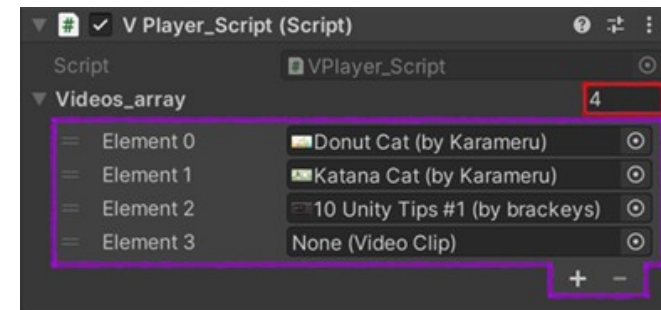 V Player_Script (Script)
Script VPlayer_Script
Videos_array 4
Element 0 Donut Cat (by Karameru)
Element 1 Katana Cat (by Karameru)
Element 2 10 Unity Tips #1 (by brackeys)
Element 3 None (Video Clip)
+ -